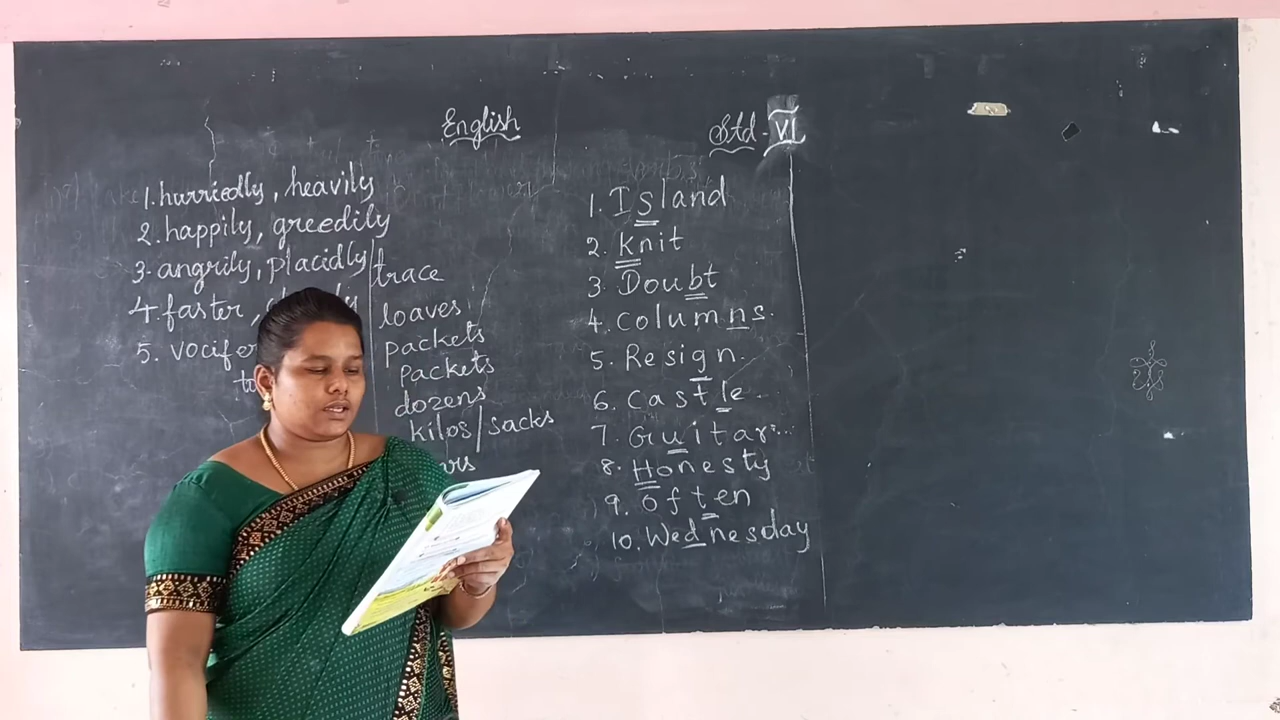 English
Std - VI
1. hurriedly, heavily
2. happily, greedily
3. angrily, placidly
4. faster,
5.
trace
loaves
packets
packets
dozens
kilos/sacks
1. Island
2. Knit
3. Doubt
4. columns.
5. Resign.
6. castle.
7. Guitar...
8. Honesty
9. Often
10. Wednesday